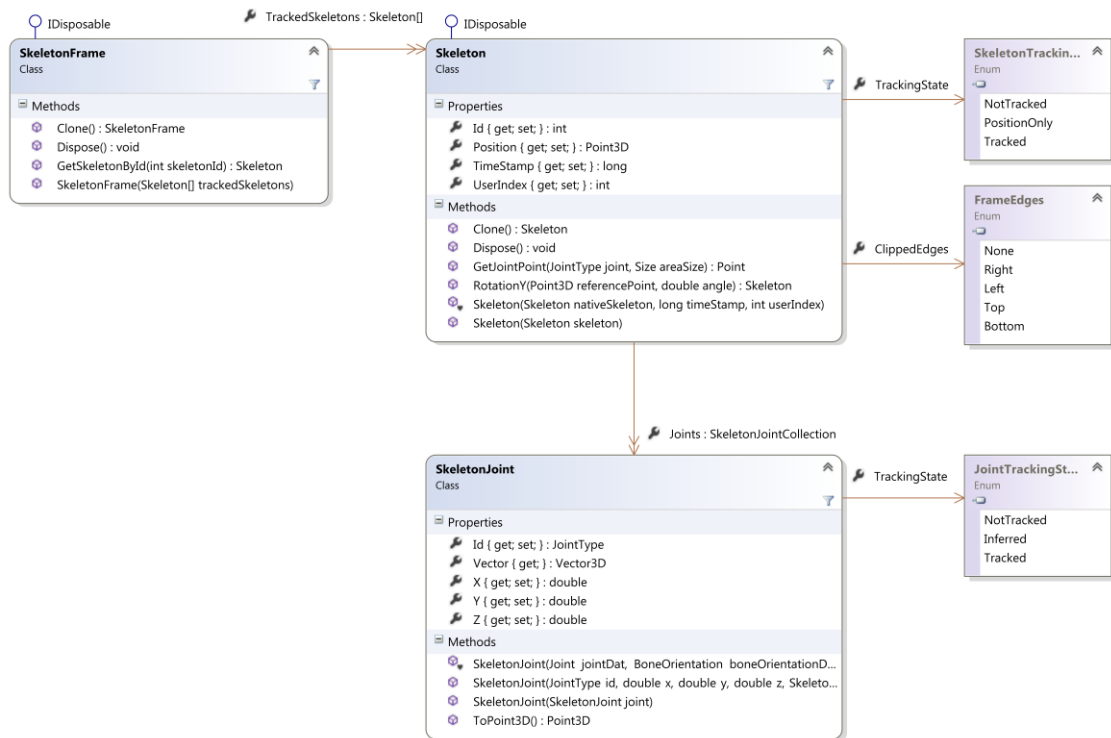 IDisposable
TrackedSkeletons : Skeleton[]
IDisposable
SkeletonFrame
Class
Methods
Clone() : SkeletonFrame
Dispose() : void
GetSkeletonById(int skeletonId) : Skeleton
SkeletonFrame(Skeleton[] trackedSkeletons)
Skeleton
Class
Properties
Id { get; set; } : int
Position { get; set; } : Point3D
TimeStamp { get; set; } : long
UserIndex { get; set; } : int
Methods
Clone() : Skeleton
Dispose() : void
GetJointPoint(JointType joint, Size areaSize) : Point
RotationY(Point3D referencePoint, double angle) : Skeleton
Skeleton(Skeleton nativeSkeleton, long timeStamp, int userIndex)
Skeleton(Skeleton skeleton)
TrackingState
SkeletonTrackin...
Enum
NotTracked
PositionOnly
Tracked
ClippedEdges
FrameEdges
Enum
None
Right
Left
Top
Bottom
Joints : SkeletonJointCollection
SkeletonJoint
Class
Properties
Id { get; set; } : JointType
Vector { get; } : Vector3D
X { get; set; } : double
Y { get; set; } : double
Z { get; set; } : double
Methods
SkeletonJoint(Joint jointDat, BoneOrientation boneOrientationD...
SkeletonJoint(JointType id, double x, double y, double z, Skeleto...
SkeletonJoint(SkeletonJoint joint)
ToPoint3D() : Point3D
TrackingState
JointTrackingSt...
Enum
NotTracked
Inferred
Tracked